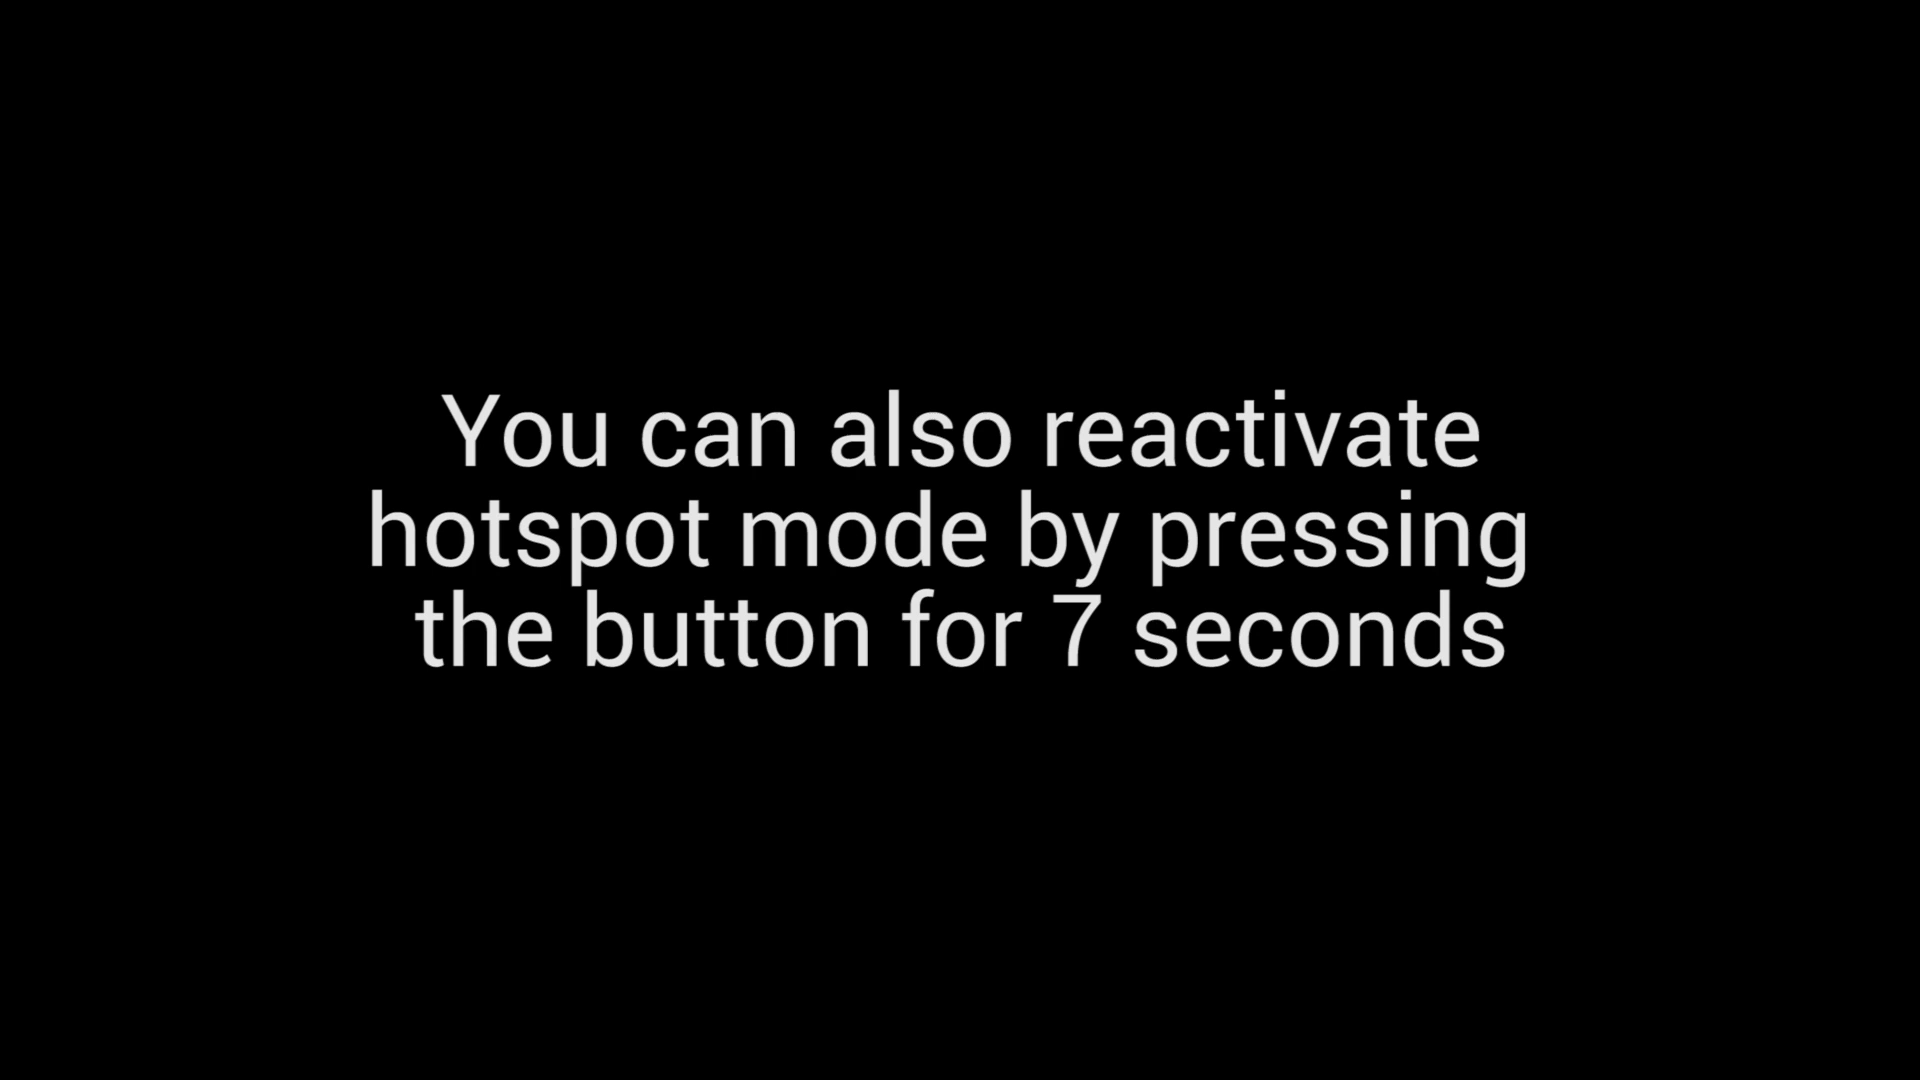 You can also reactivate
hotspot mode by pressing
the button for 7 seconds